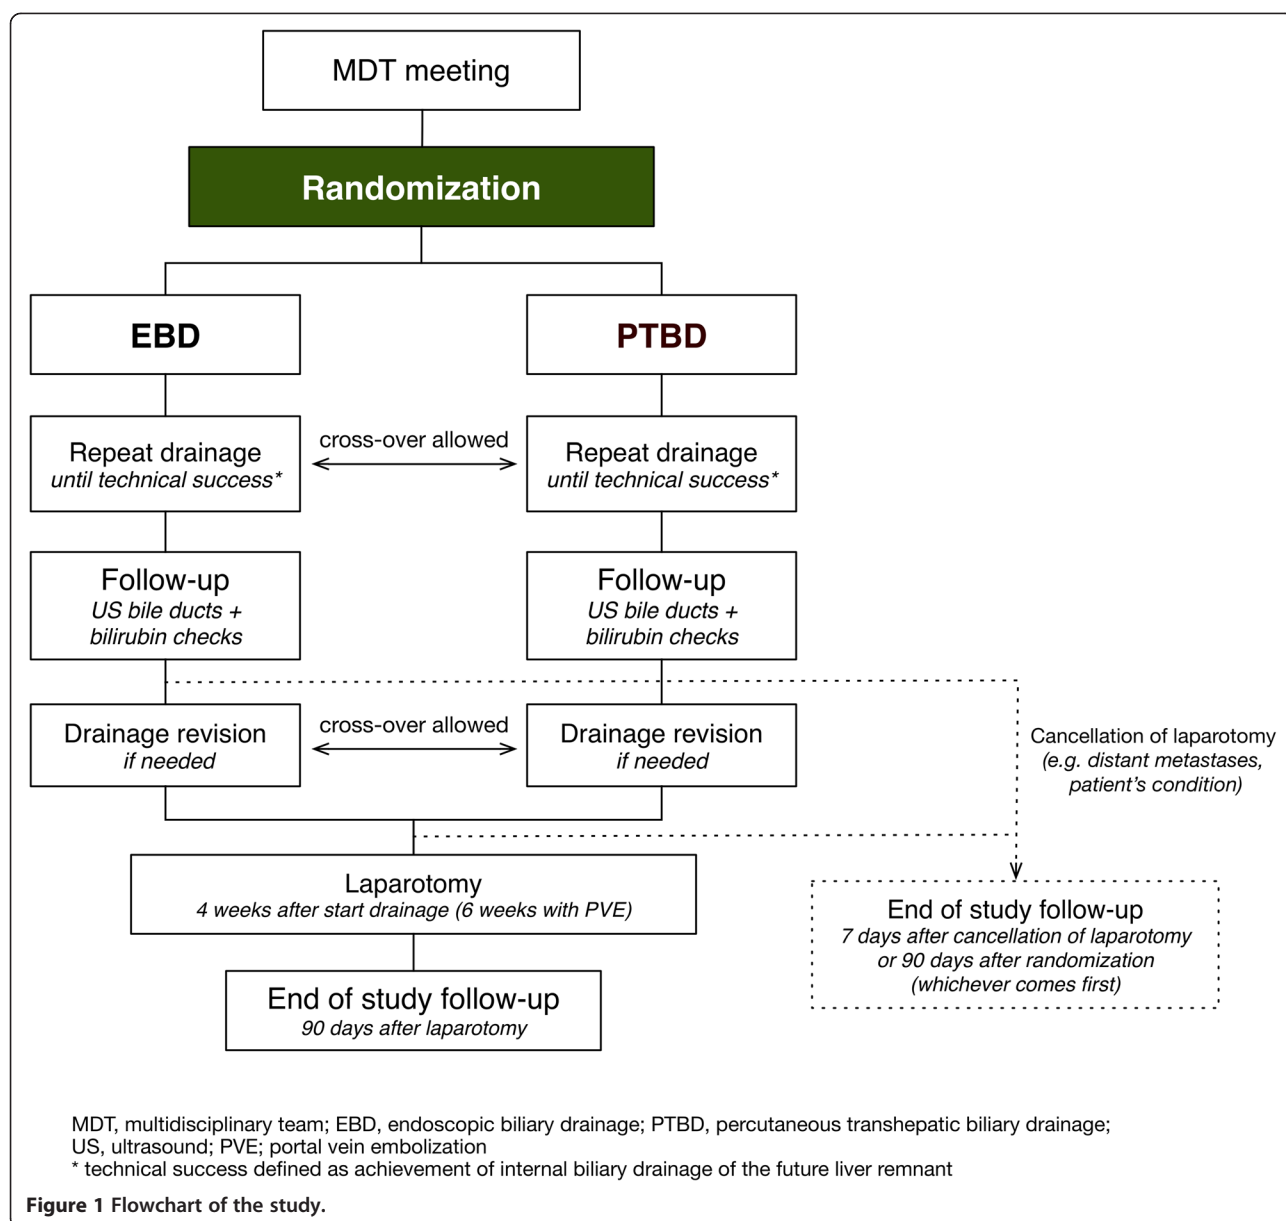 MDT meeting
Randomization
EBD
PTBD
Repeat drainage
until technical success*
cross-over allowed
Repeat drainage
until technical success*
Follow-up
US bile ducts +
bilirubin checks
Follow-up
US bile ducts +
bilirubin checks
Drainage revision
if needed
cross-over allowed
Drainage revision
if needed
Cancellation of laparotomy
(e.g. distant metastases,
patient's condition)
Laparotomy
4 weeks after start drainage (6 weeks with PVE)
End of study follow-up
7 days after cancellation of laparotomy
or 90 days after randomization
(whichever comes first)
End of study follow-up
90 days after laparotomy
MDT, multidisciplinary team; EBD, endoscopic biliary drainage; PTBD, percutaneous transhepatic biliary drainage;
US, ultrasound; PVE; portal vein embolization
* technical success defined as achievement of internal biliary drainage of the future liver remnant
Figure 1 Flowchart of the study.